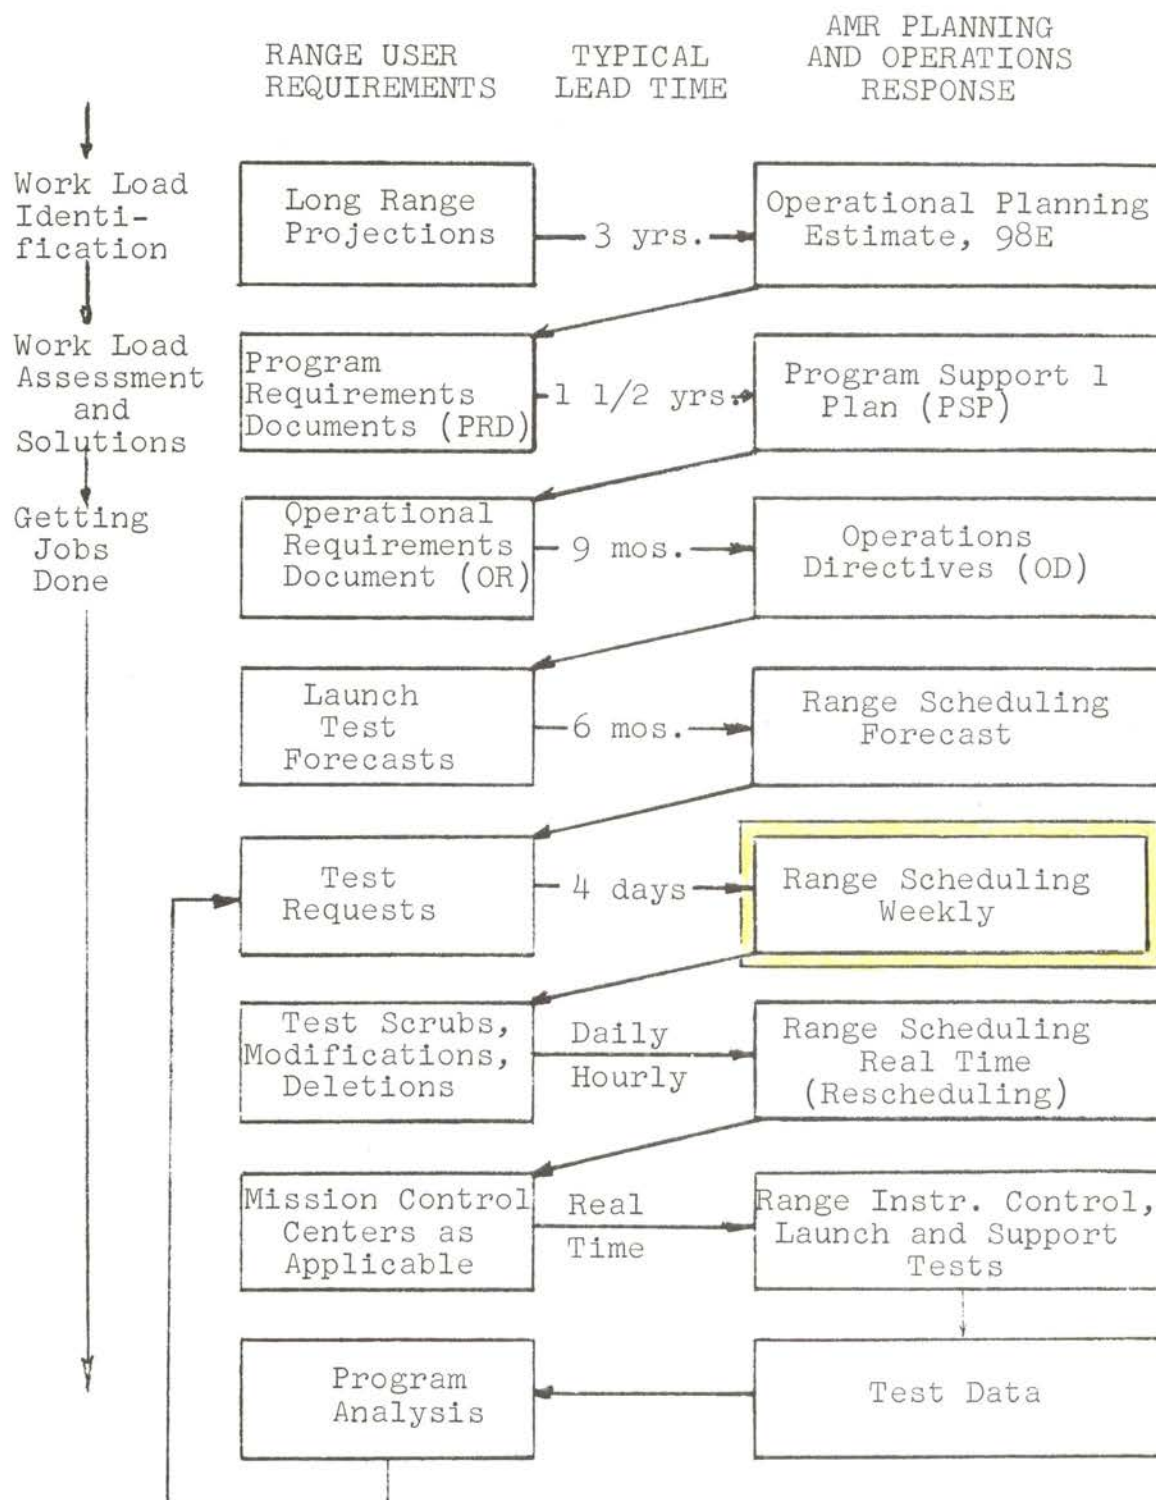 RANGE USER
REQUIREMENTS
TYPICAL
LEAD TIME
AMR PLANNING
AND OPERATIONS
RESPONSE
Work Load
Identi-
fication
Long Range
Projections
3 yrs.
Operational Planning
Estimate, 98E
Work Load
Assessment
and
Solutions
Program
Requirements
Documents (PRD)
1 1/2 yrs.
Program Support l
Plan (PSP)
Getting
Jobs
Done
Operational
Requirements
Document (OR)
9 mos.
Operations
Directives (OD)
Launch
Test
Forecasts
6 mos.
Range Scheduling
Forecast
Test
Requests
4 days
Range Scheduling
Weekly
Test Scrubs,
Modifications,
Deletions
Daily
Hourly
Range Scheduling
Real Time
(Rescheduling)
Mission Control
Centers as
Applicable
Real
Time
Range Instr. Control,
Launch and Support
Tests
Program
Analysis
Test Data